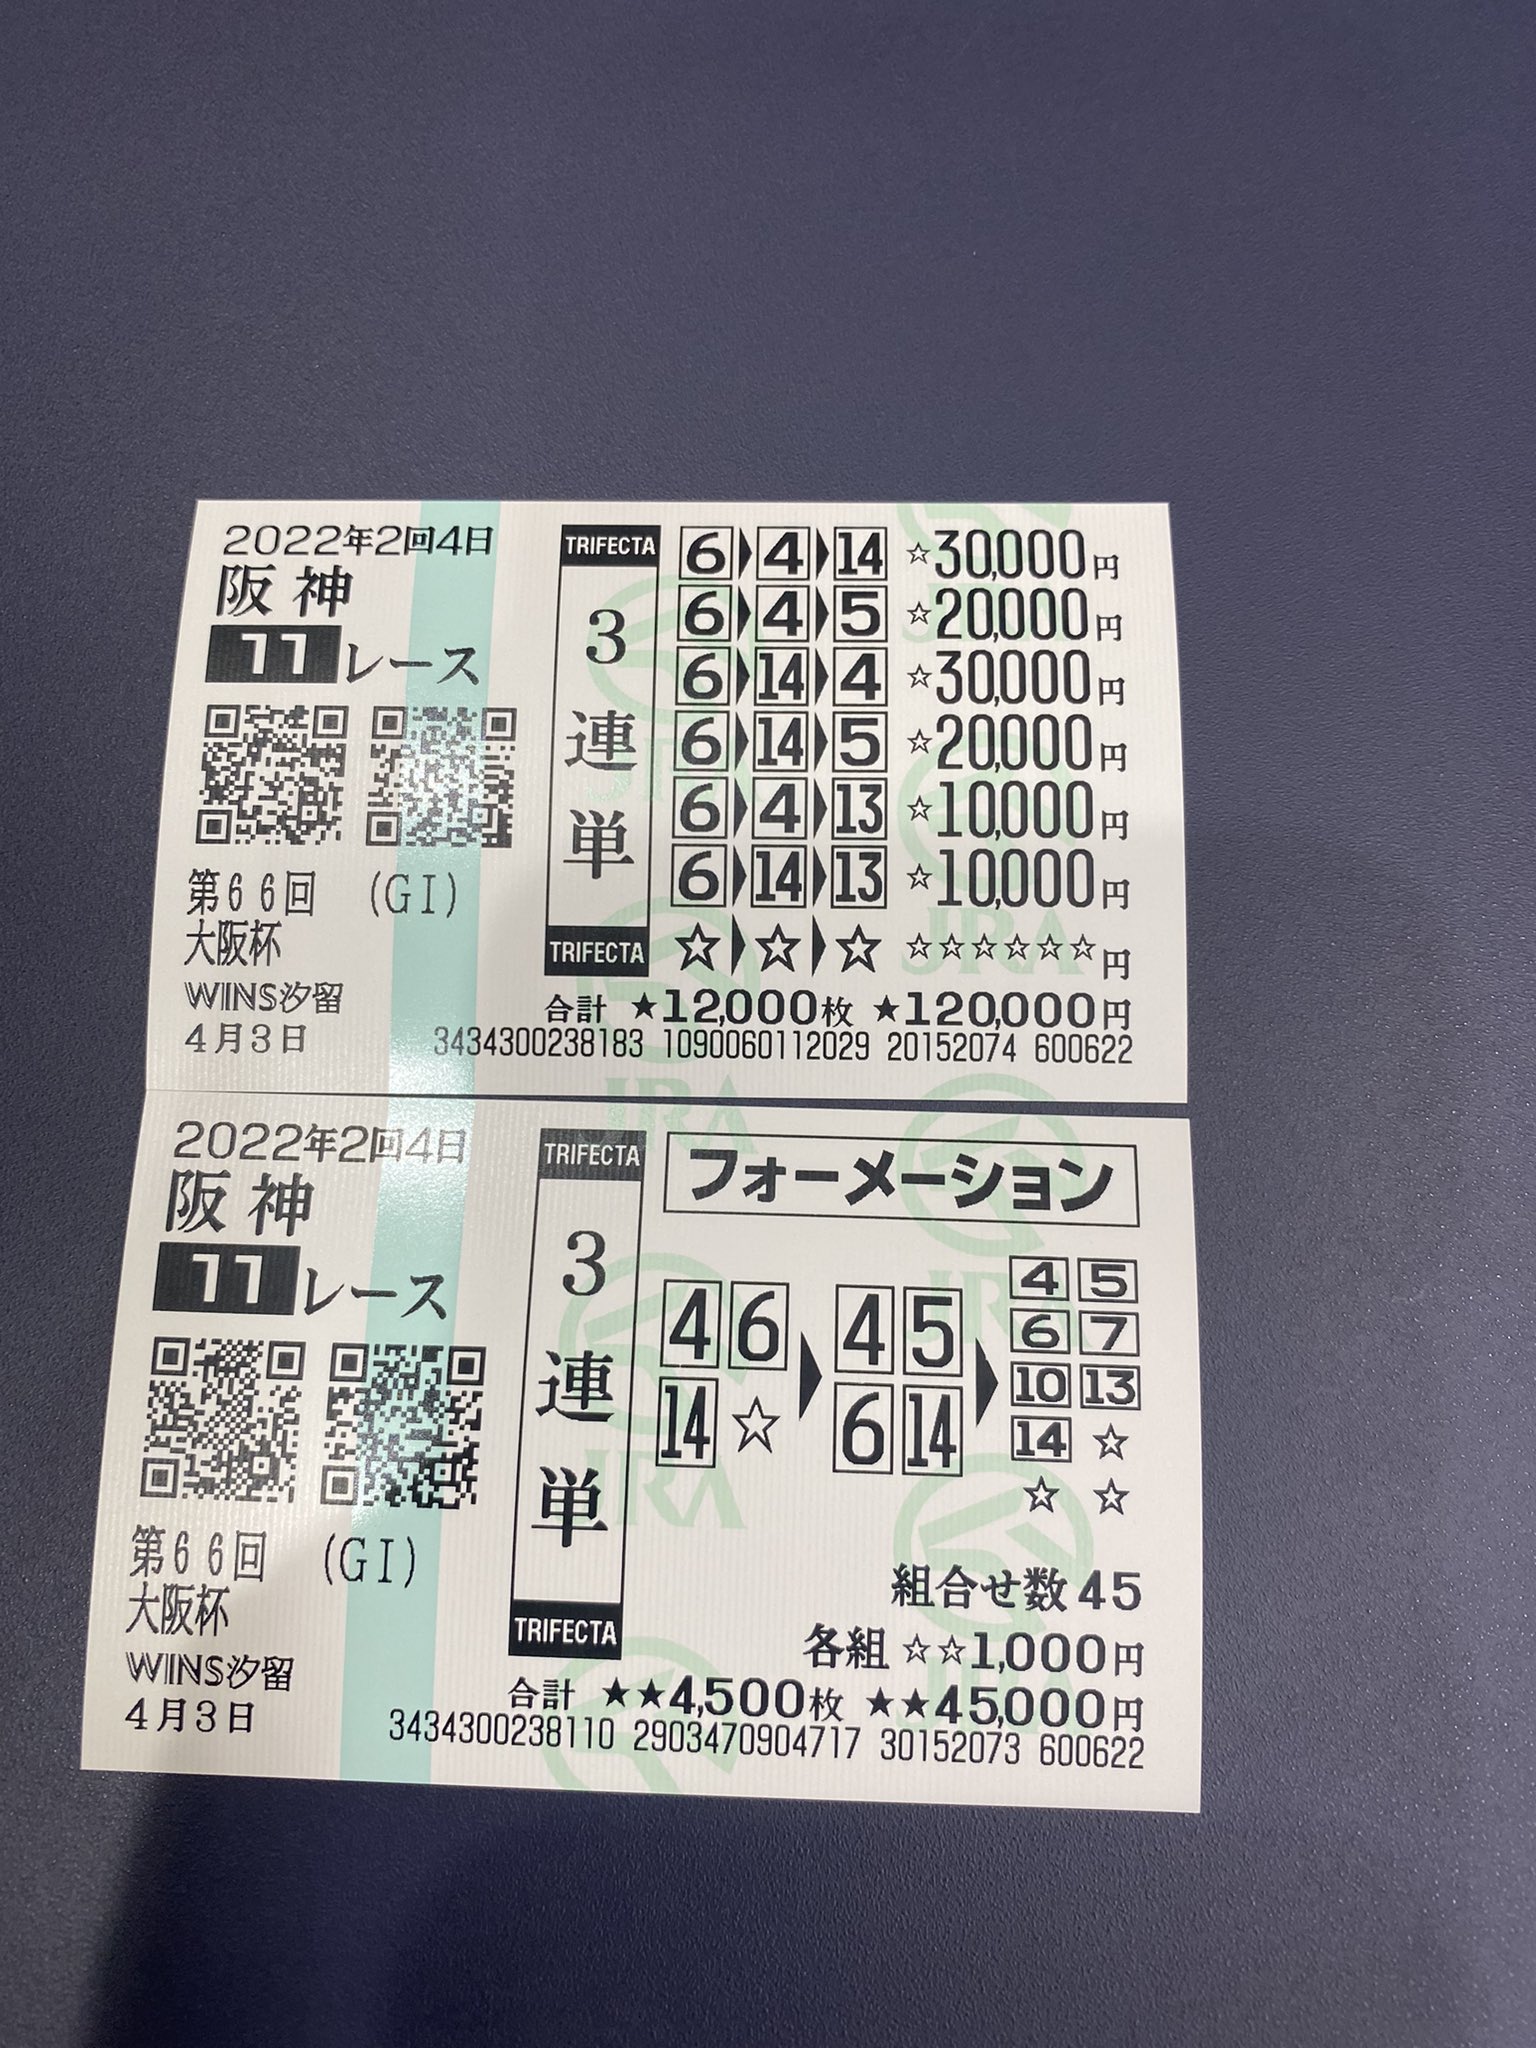 2022年2回4日
阪神
11レース
第66回 (GI)
大阪杯
WINS汐留
4月3日
TRIFECTA
3連単
TRIFECTA
6▶4▶14 ☆30,000円
6▶4▶5 ☆20,000円
6▶14▶4 ☆30,000円
6▶14▶5 ☆20,000円
6▶4▶13 ☆10,000円
6▶14▶13 ☆10,000円
☆▶☆▶☆ ☆☆☆☆☆☆円
合計 ★12,000枚 ★120,000円
3434300238183 1090060112029 20152074 600622
JRA
2022年2回4日
阪神
11レース
第66回 (GI)
大阪杯
WINS汐留
4月3日
TRIFECTA
3連単
TRIFECTA
フォーメーション
4 6
14 ☆
▶
4 5
6 14
▶
4 5
6 7
10 13
14 ☆
☆ ☆
組合せ数45
各組 ☆☆1,000円
合計 ★★4,500枚 ★★45,000円
3434300238110 2903470904717 30152073 600622
JRA